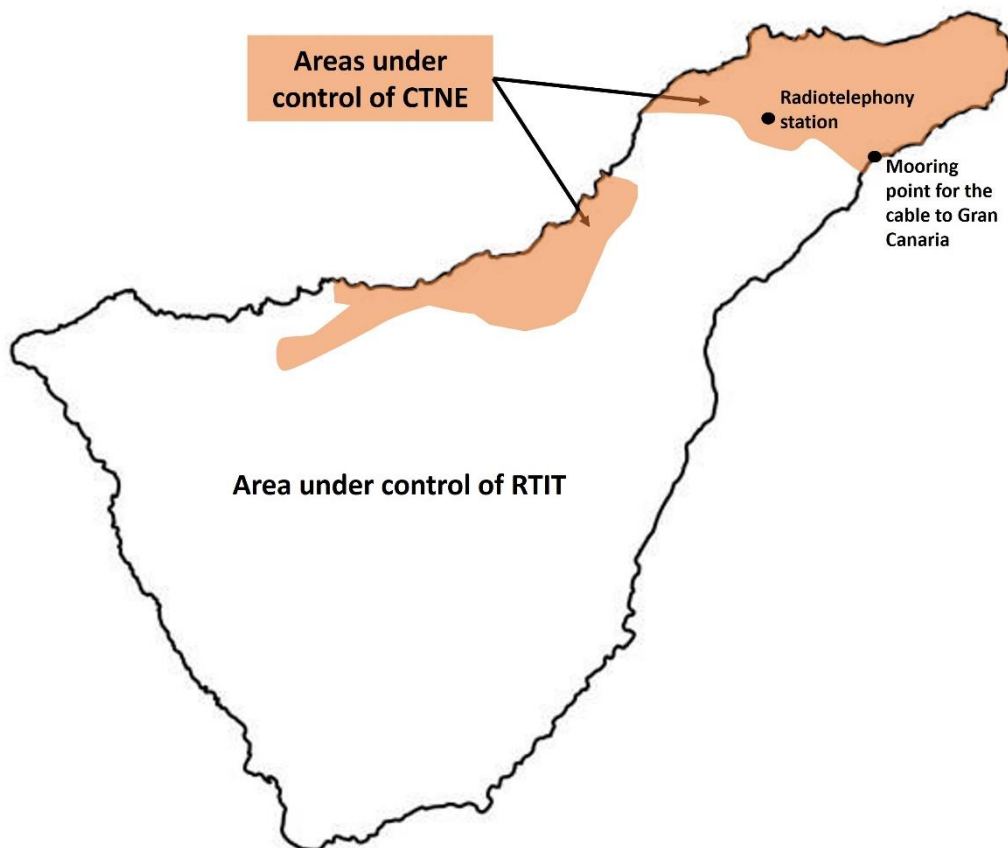 Areas under
control of CTNE
Radiotelephony
station
Mooring
point for the
cable to Gran
Canaria
Area under control of RTIT